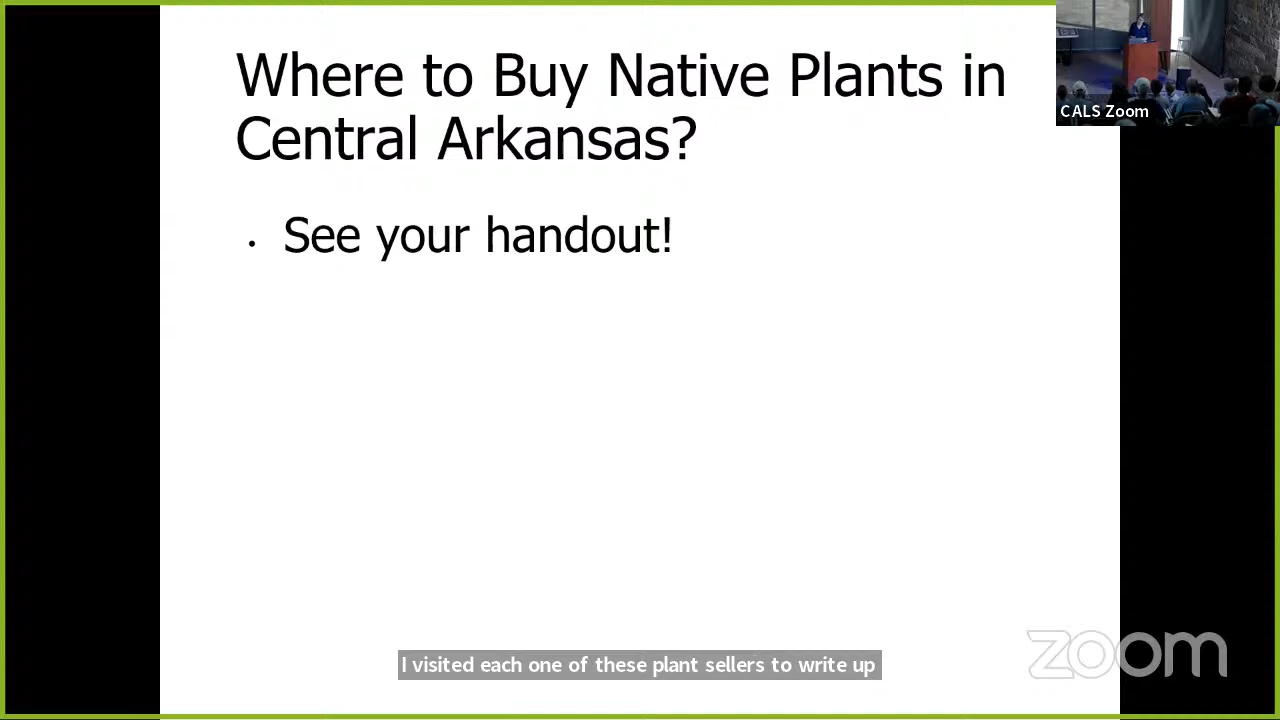 Where to Buy Native Plants in
Central Arkansas?
• See your handout!
CALS Zoom
I visited each one of these plant sellers to write up
zoom